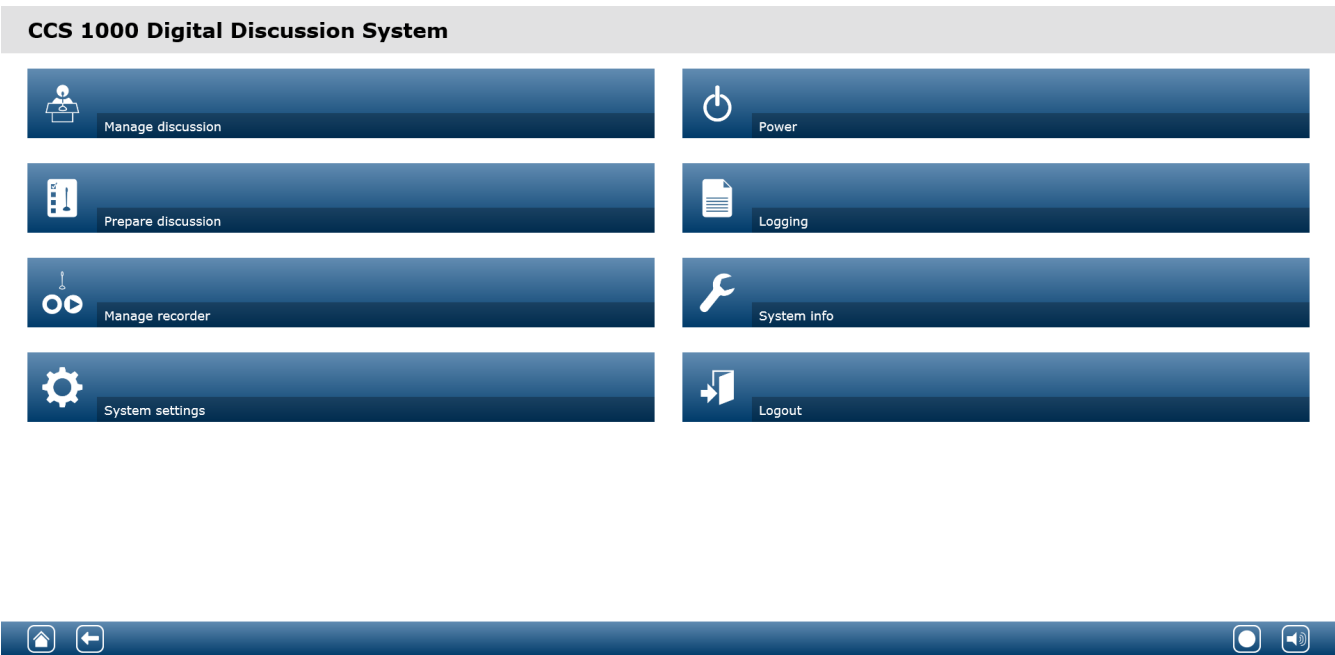 CCS 1000 Digital Discussion System
Manage discussion
Power
Prepare discussion
Logging
Manage recorder
System info
System settings
Logout